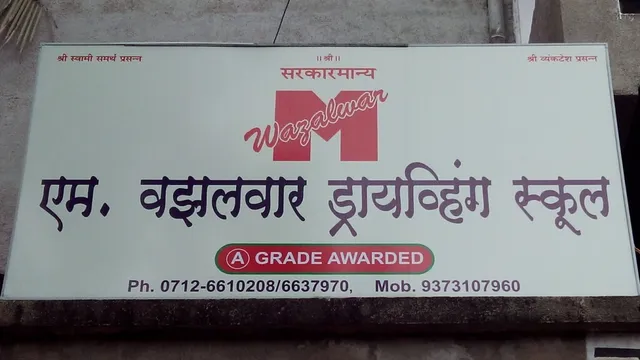 श्री स्वामी समर्थ प्रसन्न ॥ श्री ॥ श्री व्यंकटेश प्रसन्न
सरकारमान्य
M
Wazalwar
एम. वझलवार ड्रायव्हिंग स्कूल
A GRADE AWARDED
Ph. 0712-6610208/6637970, Mob. 9373107960